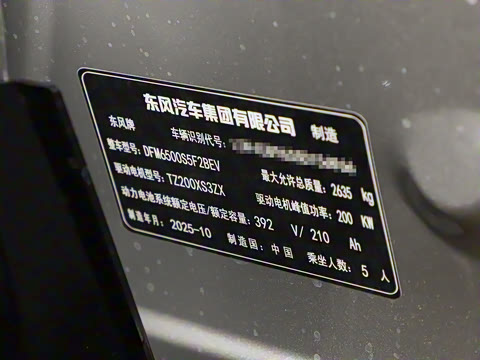 东风汽车集团有限公司 制造
东风牌 车辆识别代号:
整车型号: DFM6500S5F2BEV 最大允许总质量: 2635 kg
驱动电机型号: TZ200XS3ZX 驱动电机峰值功率: 200 KW
动力电池系统额定电压/额定容量: 392 V/ 210 Ah
制造年月: 2025-10 制造国: 中国 乘坐人数: 5 人